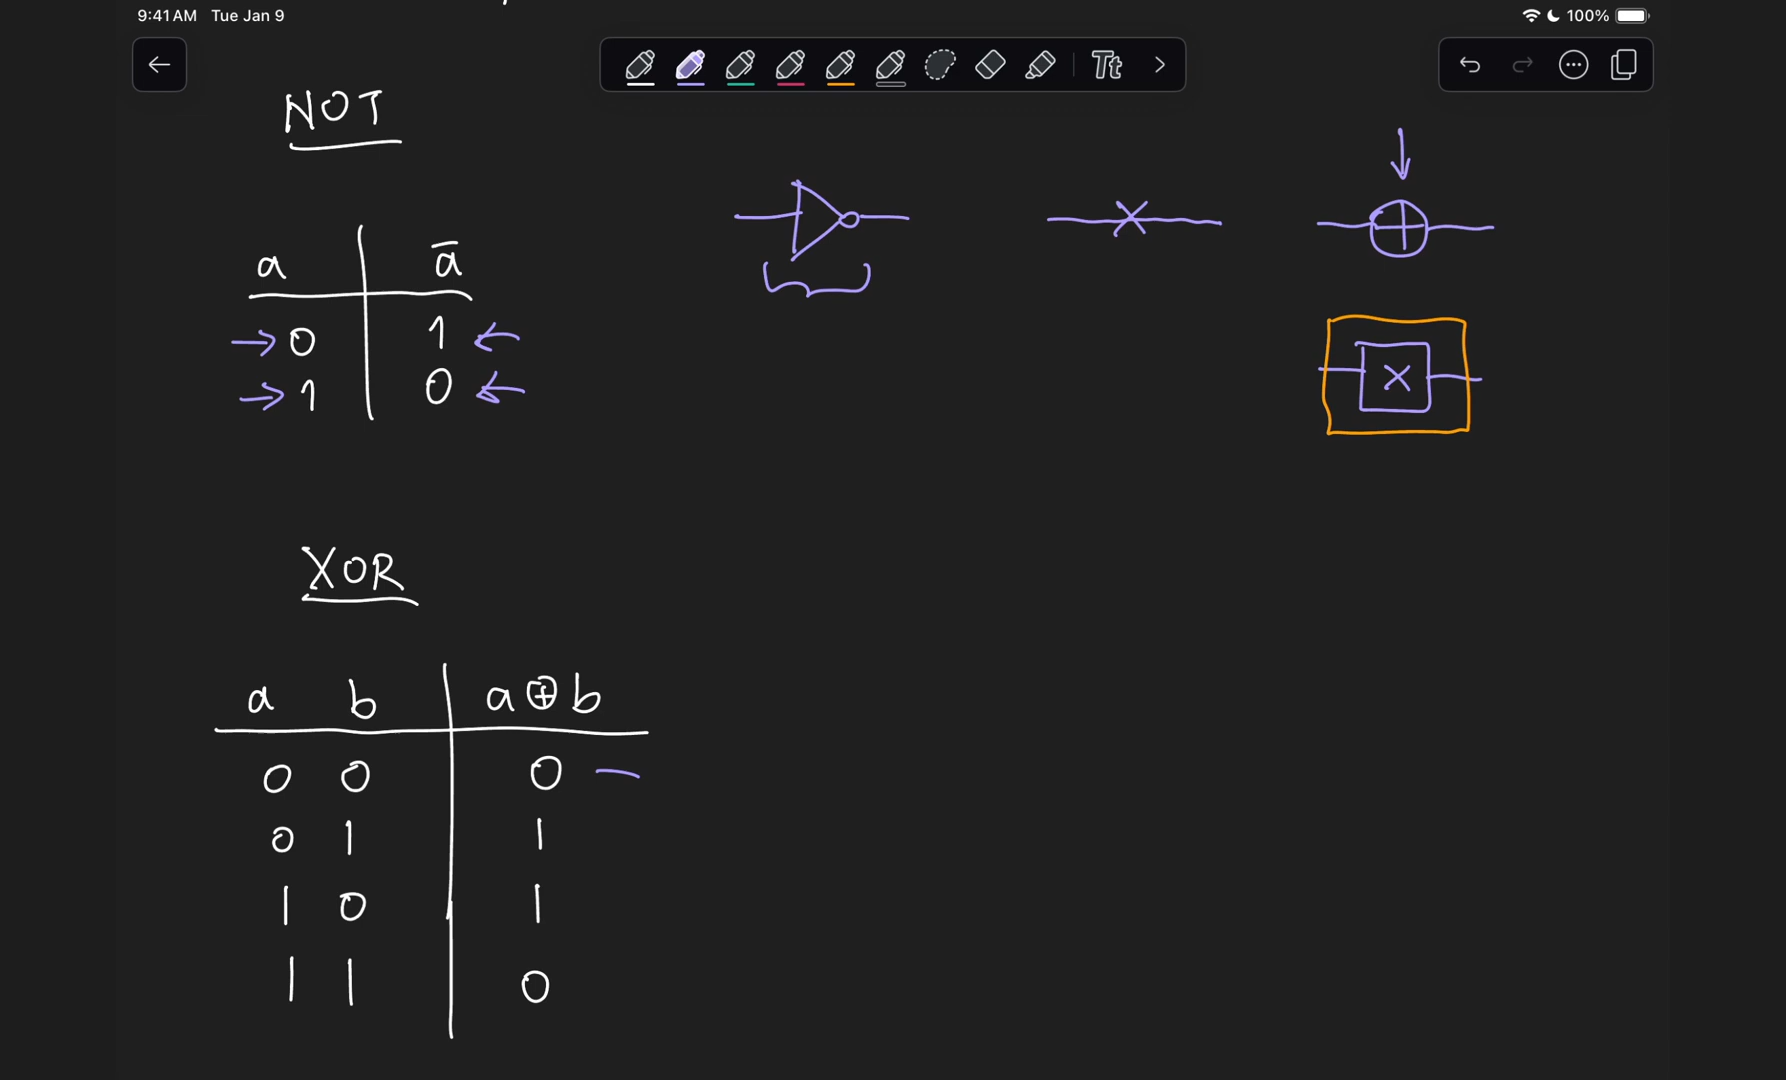 9:41 AM Tue Jan 9
100%
Tt
NOT
a ā
0 1
1 0
X
XOR
a b a⊕b
0 0 0
0 1 1
1 0 1
1 1 0